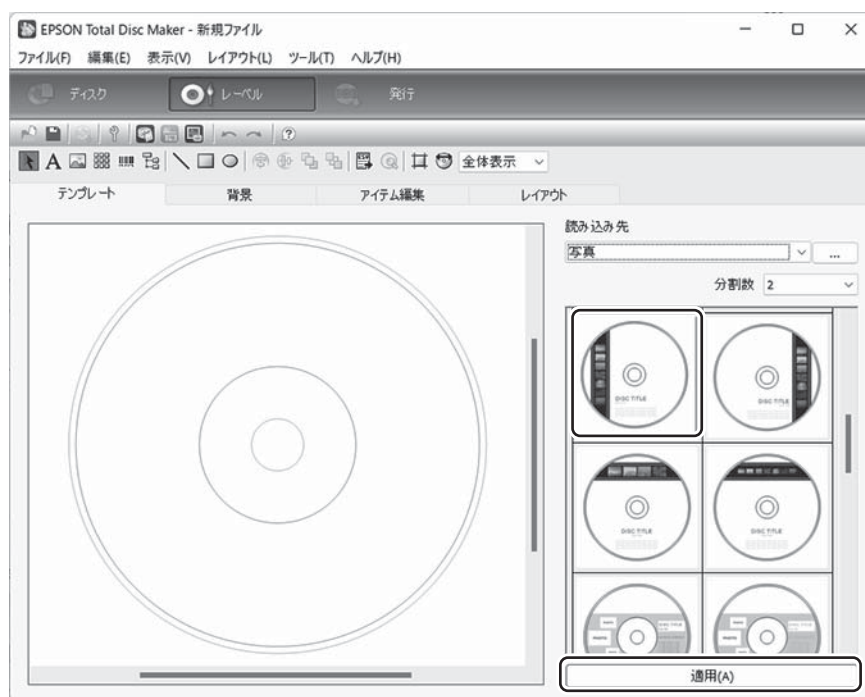 EPSON Total Disc Maker - 新規ファイル
ファイル(F) 編集(E) 表示(V) レイアウト(L) ツール(T) ヘルプ(H)
ディスク レーベル 発行
全体表示
テンプレート 背景 アイテム編集 レイアウト
読み込み先
写真 ...
分割数 2
DISC TITLE DISC TITLE
DISC TITLE DISC TITLE
DISC TITLE DISC TITLE
適用(A)